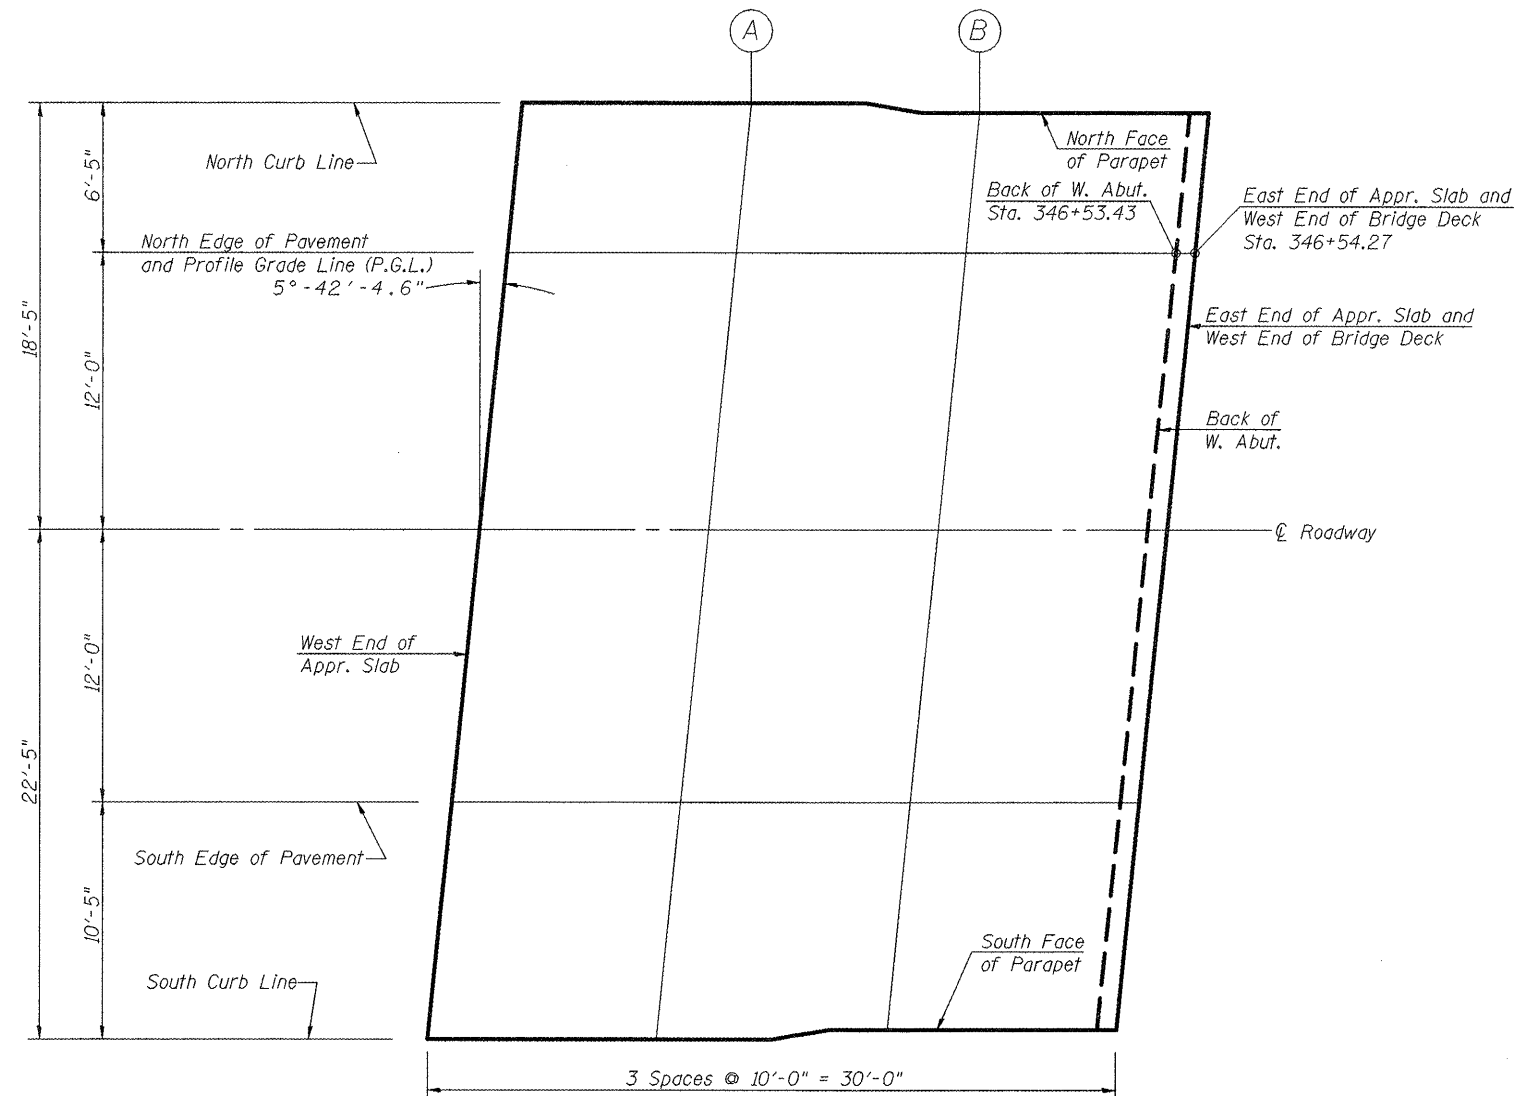 A
B
North Curb Line
North Face
of Parapet
Back of W. Abut.
Sta. 346+53.43
East End of Appr. Slab and
West End of Bridge Deck
Sta. 346+54.27
6'-5"
North Edge of Pavement
and Profile Grade Line (P.G.L.)
5°-42'-4.6"
18'-5"
12'-0"
East End of Appr. Slab and
West End of Bridge Deck
Back of
W. Abut.
℄ Roadway
West End of
Appr. Slab
12'-0"
22'-5"
South Edge of Pavement
10'-5"
South Face
of Parapet
South Curb Line
3 Spaces @ 10'-0" = 30'-0"